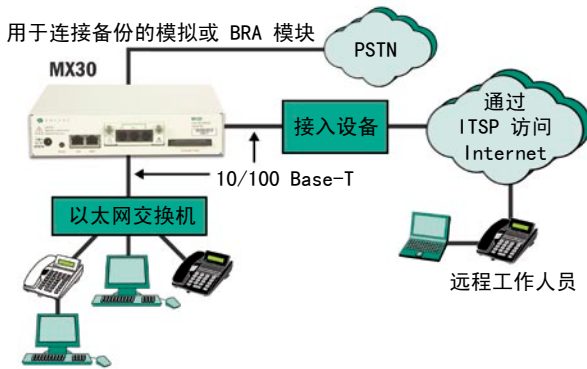 用于连接备份的模拟或 BRA 模块
PSTN
MX30
接入设备
通过
ITSP 访问
Internet
10/100 Base-T
以太网交换机
远程工作人员